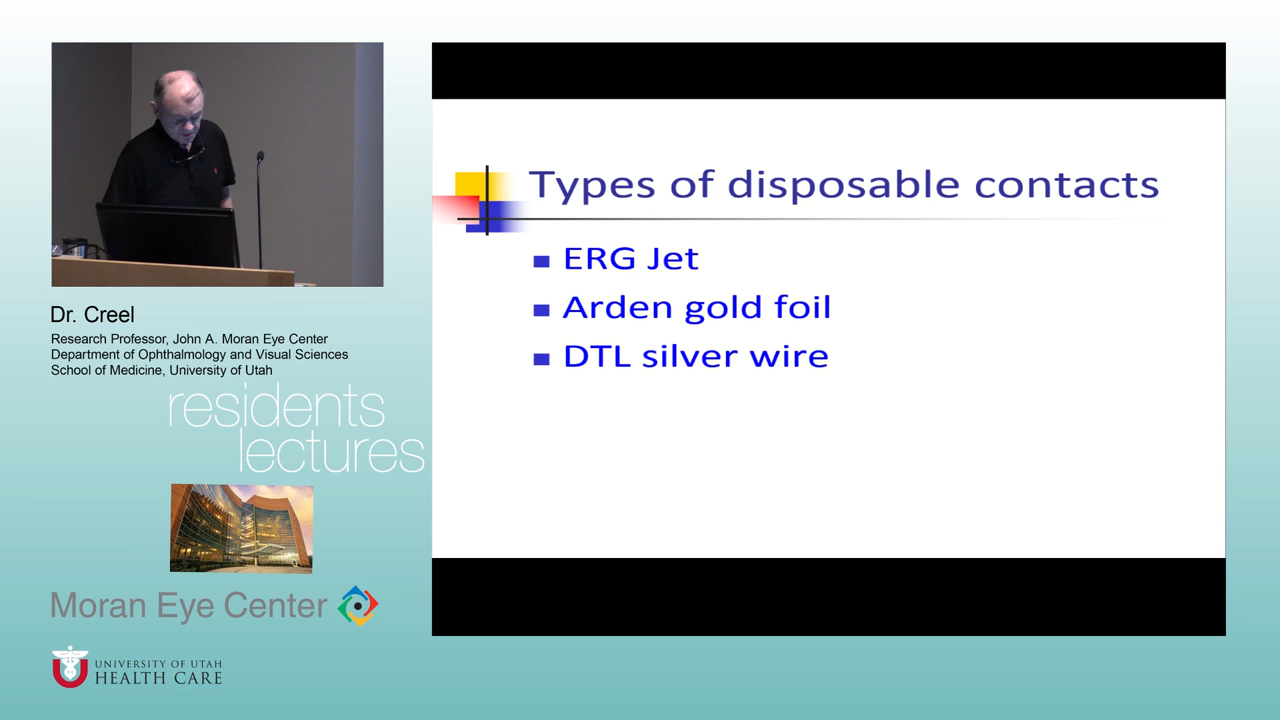 Types of disposable contacts
ERG Jet
Arden gold foil
DTL silver wire
Dr. Creel
Research Professor, John A. Moran Eye Center
Department of Ophthalmology and Visual Sciences
School of Medicine, University of Utah
residents
lectures
Moran Eye Center
UNIVERSITY OF UTAH
HEALTH CARE